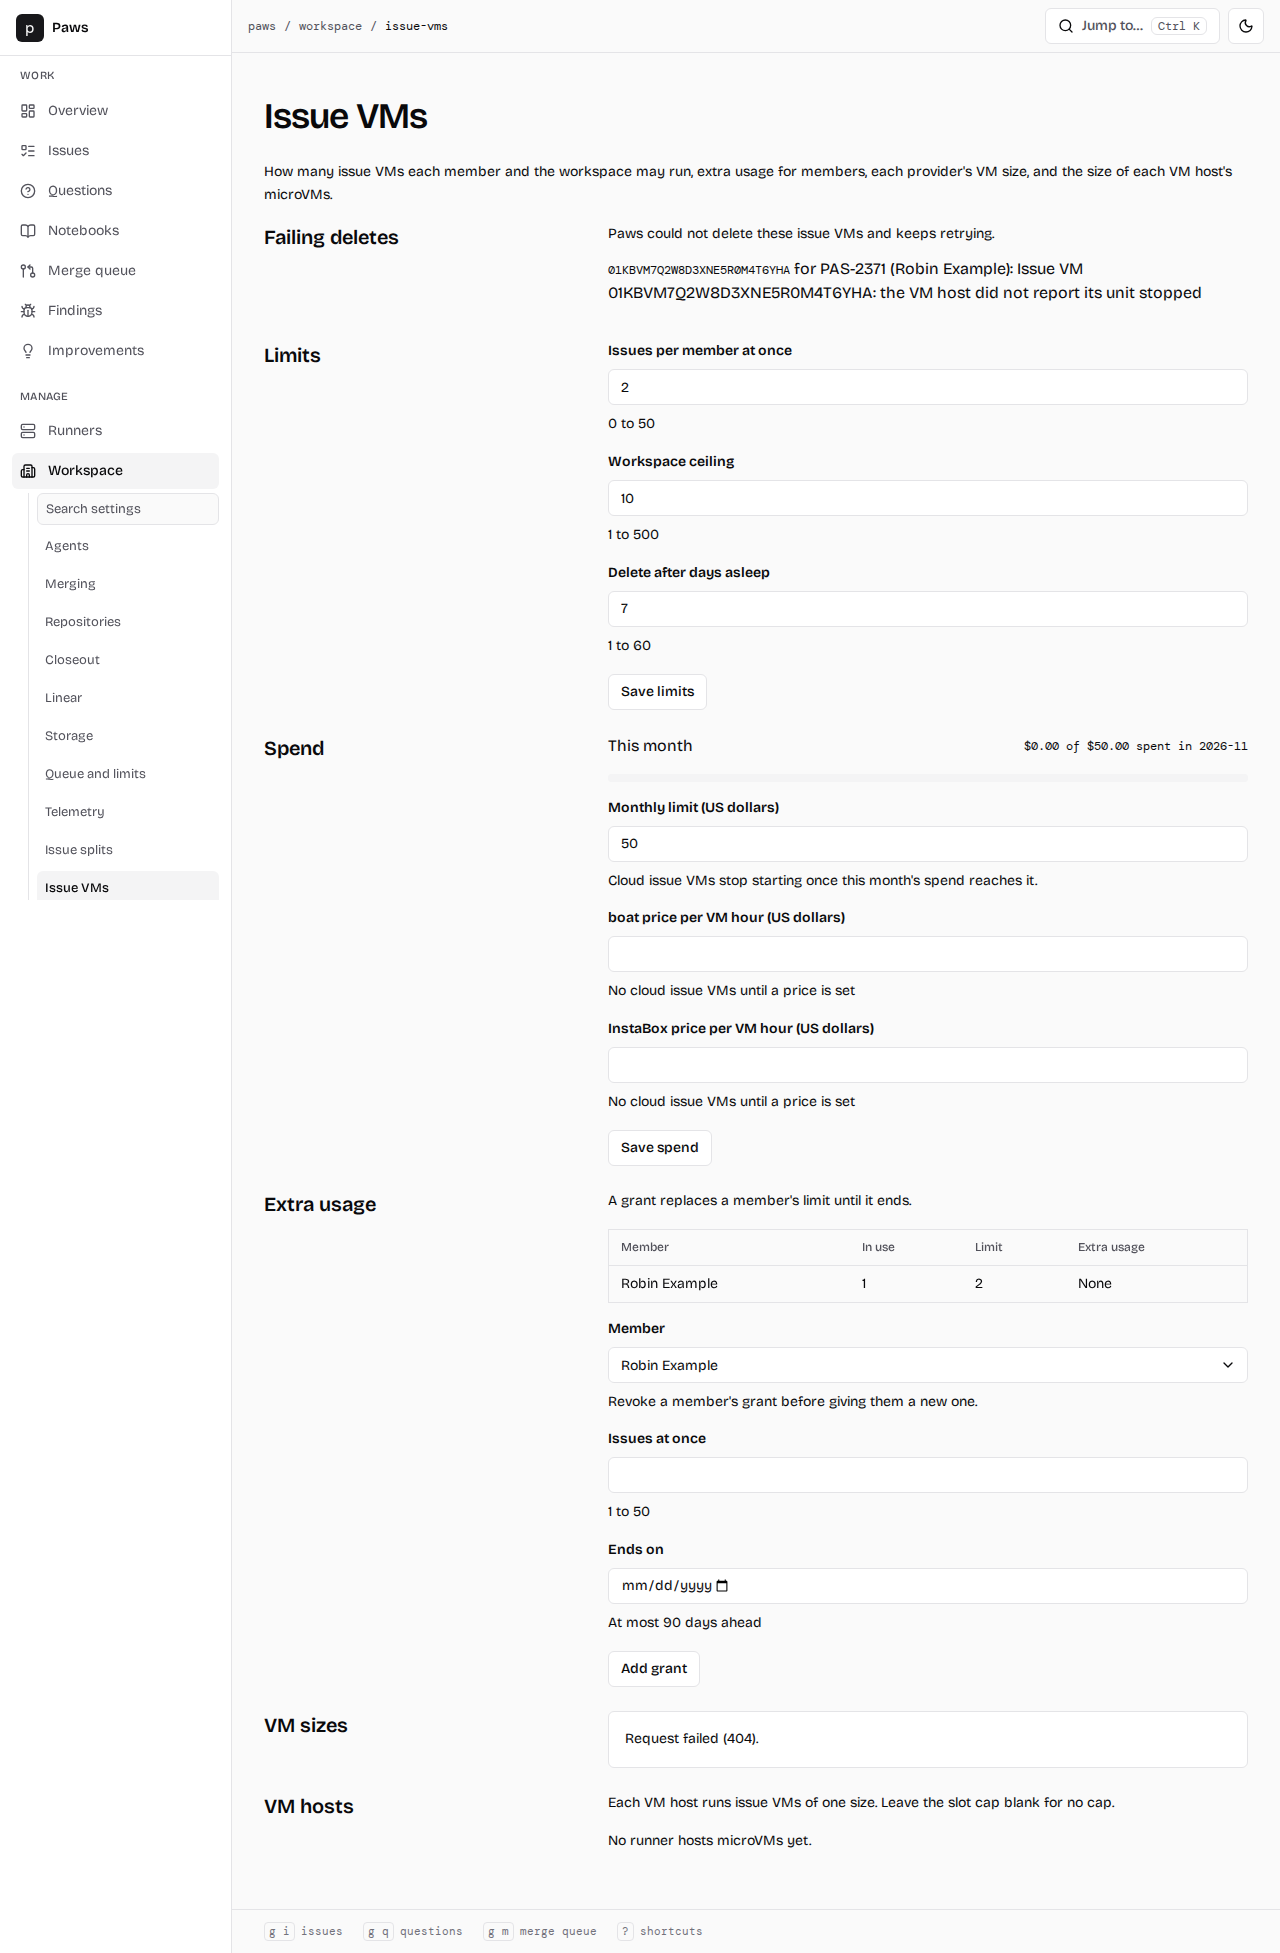 p Paws
paws / workspace / issue-vms
Jump to... Ctrl K
WORK
Overview
Issues
Questions
Notebooks
Merge queue
Findings
Improvements
MANAGE
Runners
Workspace
Search settings
Agents
Merging
Repositories
Closeout
Linear
Storage
Queue and limits
Telemetry
Issue splits
Issue VMs
Issue VMs
How many issue VMs each member and the workspace may run, extra usage for members, each provider's VM size, and the size of each VM host's
microVMs.
Failing deletes
Paws could not delete these issue VMs and keeps retrying.
01KBVM7Q2W8D3XNE5R0M4T6YHA for PAS-2371 (Robin Example): Issue VM
01KBVM7Q2W8D3XNE5R0M4T6YHA: the VM host did not report its unit stopped
Limits
Issues per member at once
2
0 to 50
Workspace ceiling
10
1 to 500
Delete after days asleep
7
1 to 60
Save limits
Spend
This month
$0.00 of $50.00 spent in 2026-11
Monthly limit (US dollars)
50
Cloud issue VMs stop starting once this month's spend reaches it.
boat price per VM hour (US dollars)
No cloud issue VMs until a price is set
InstaBox price per VM hour (US dollars)
No cloud issue VMs until a price is set
Save spend
Extra usage
A grant replaces a member's limit until it ends.
Member In use Limit Extra usage
Robin Example 1 2 None
Member
Robin Example
Revoke a member's grant before giving them a new one.
Issues at once
1 to 50
Ends on
mm/dd/yyyy
At most 90 days ahead
Add grant
VM sizes
Request failed (404).
VM hosts
Each VM host runs issue VMs of one size. Leave the slot cap blank for no cap.
No runner hosts microVMs yet.
g i issues g q questions g m merge queue ? shortcuts